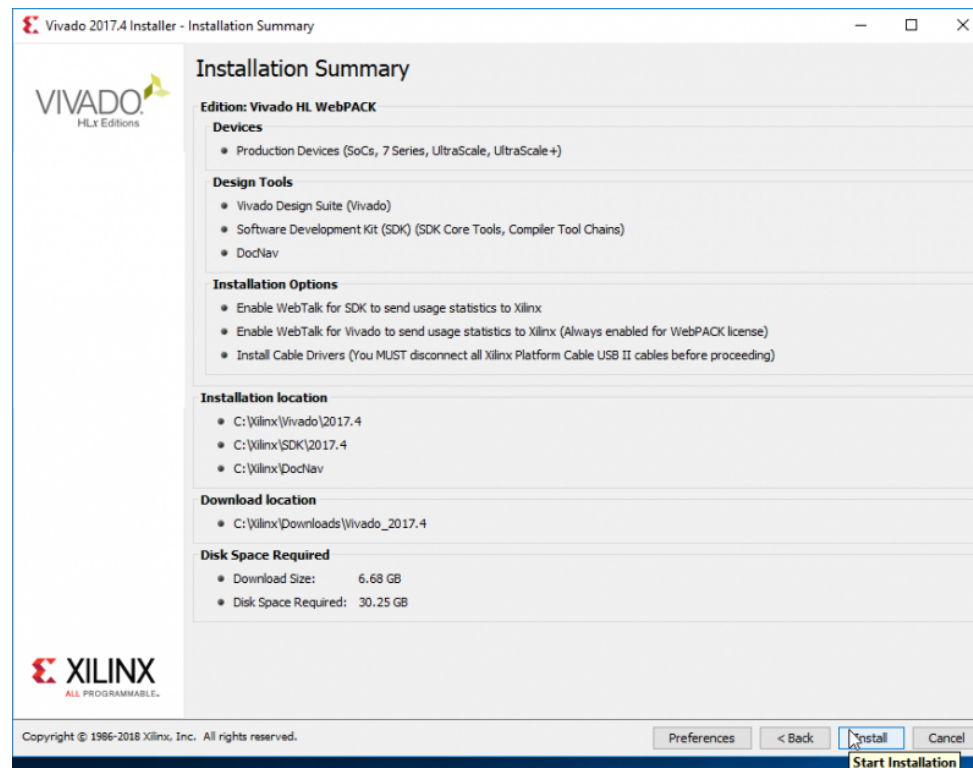 Vivado 2017.4 Installer - Installation Summary
VIVADO.
HLx Editions
Installation Summary
Edition: Vivado HL WebPACK
Devices
Production Devices (SoCs, 7 Series, UltraScale, UltraScale+)
Design Tools
Vivado Design Suite (Vivado)
Software Development Kit (SDK) (SDK Core Tools, Compiler Tool Chains)
DocNav
Installation Options
Enable WebTalk for SDK to send usage statistics to Xilinx
Enable WebTalk for Vivado to send usage statistics to Xilinx (Always enabled for WebPACK license)
Install Cable Drivers (You MUST disconnect all Xilinx Platform Cable USB II cables before proceeding)
Installation location
C:\Xilinx\Vivado\2017.4
C:\Xilinx\SDK\2017.4
C:\Xilinx\DocNav
Download location
C:\Xilinx\Downloads\Vivado_2017.4
Disk Space Required
Download Size: 6.68 GB
Disk Space Required: 30.25 GB
XILINX
ALL PROGRAMMABLE.
Copyright © 1986-2018 Xilinx, Inc. All rights reserved.
Preferences < Back Install Cancel
Start Installation